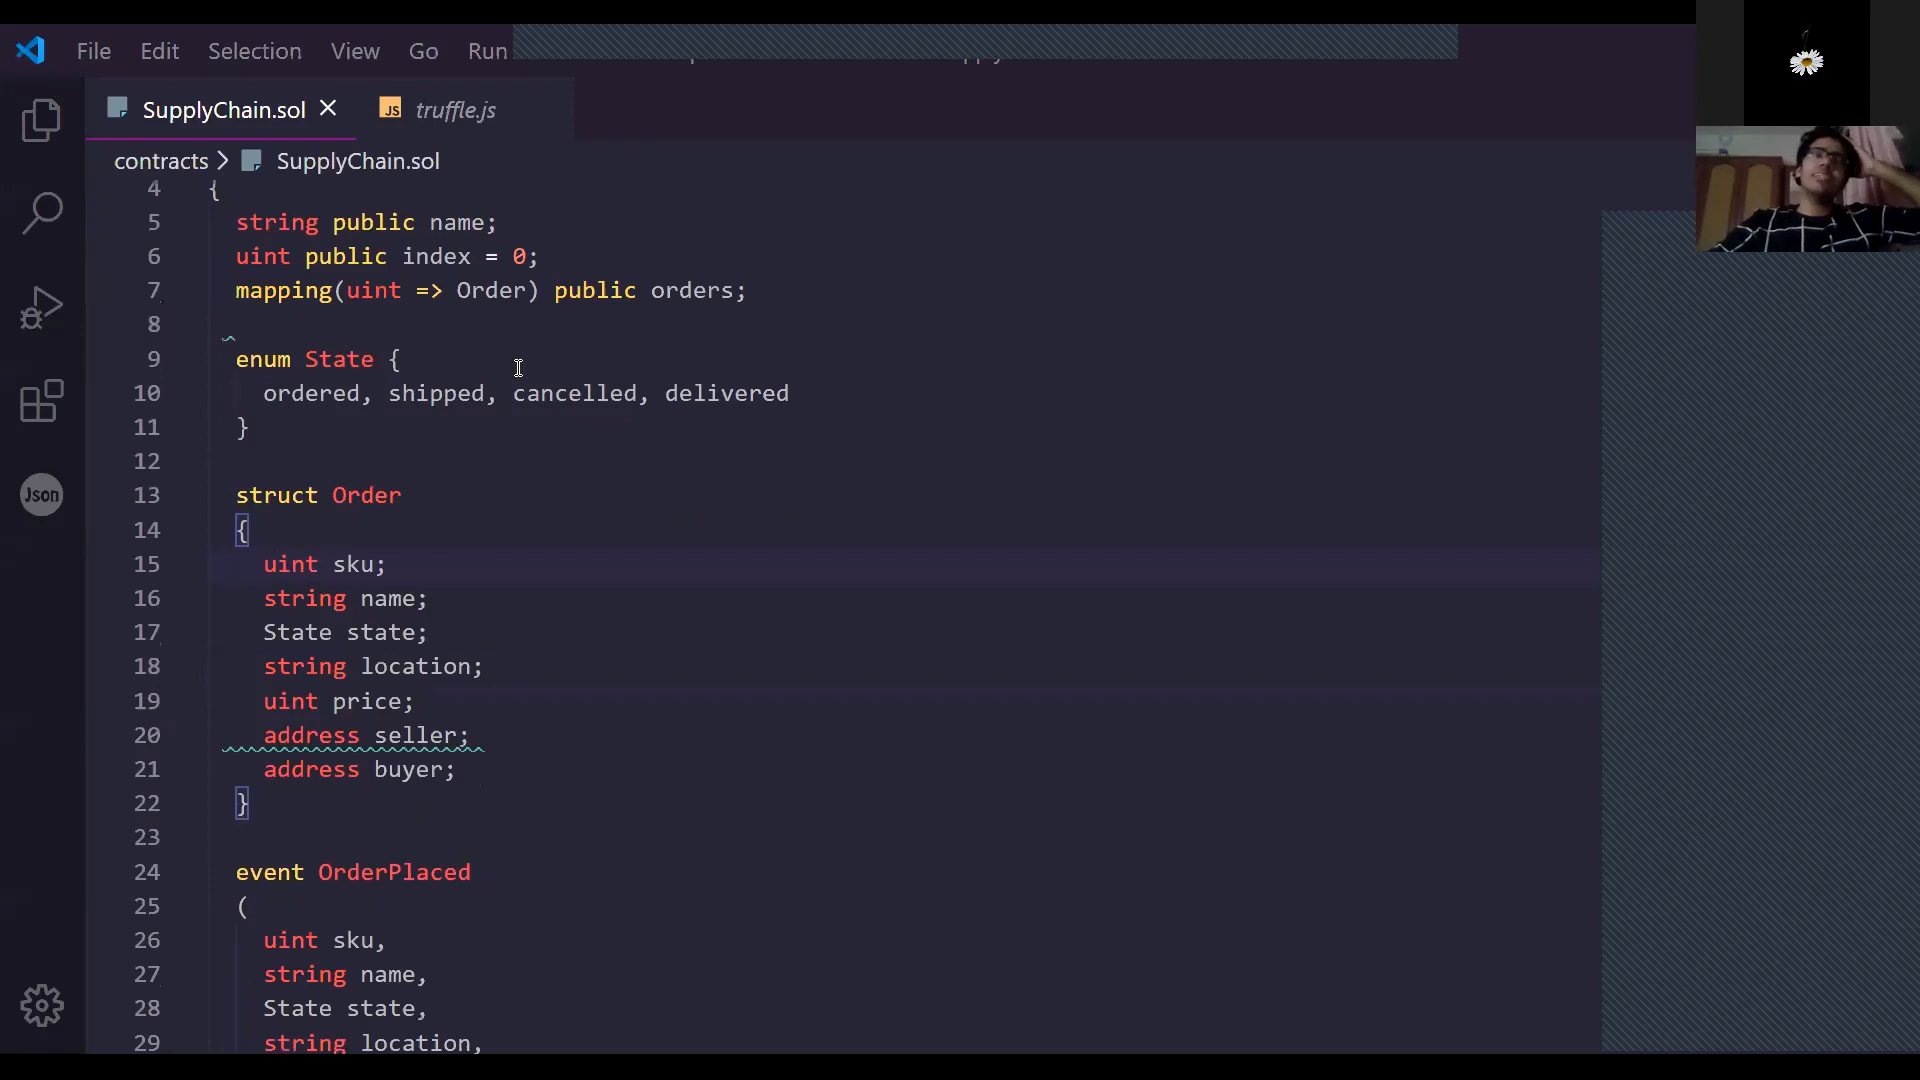 File Edit Selection View Go Run
SupplyChain.sol truffle.js
contracts > SupplyChain.sol
4 {
5 string public name;
6 uint public index = 0;
7 mapping(uint => Order) public orders;
8
9 enum State {
10 ordered, shipped, cancelled, delivered
11 }
12
13 struct Order
14 {
15 uint sku;
16 string name;
17 State state;
18 string location;
19 uint price;
20 address seller;
21 address buyer;
22 }
23
24 event OrderPlaced
25 (
26 uint sku,
27 string name,
28 State state,
29 string location,
JS
Json